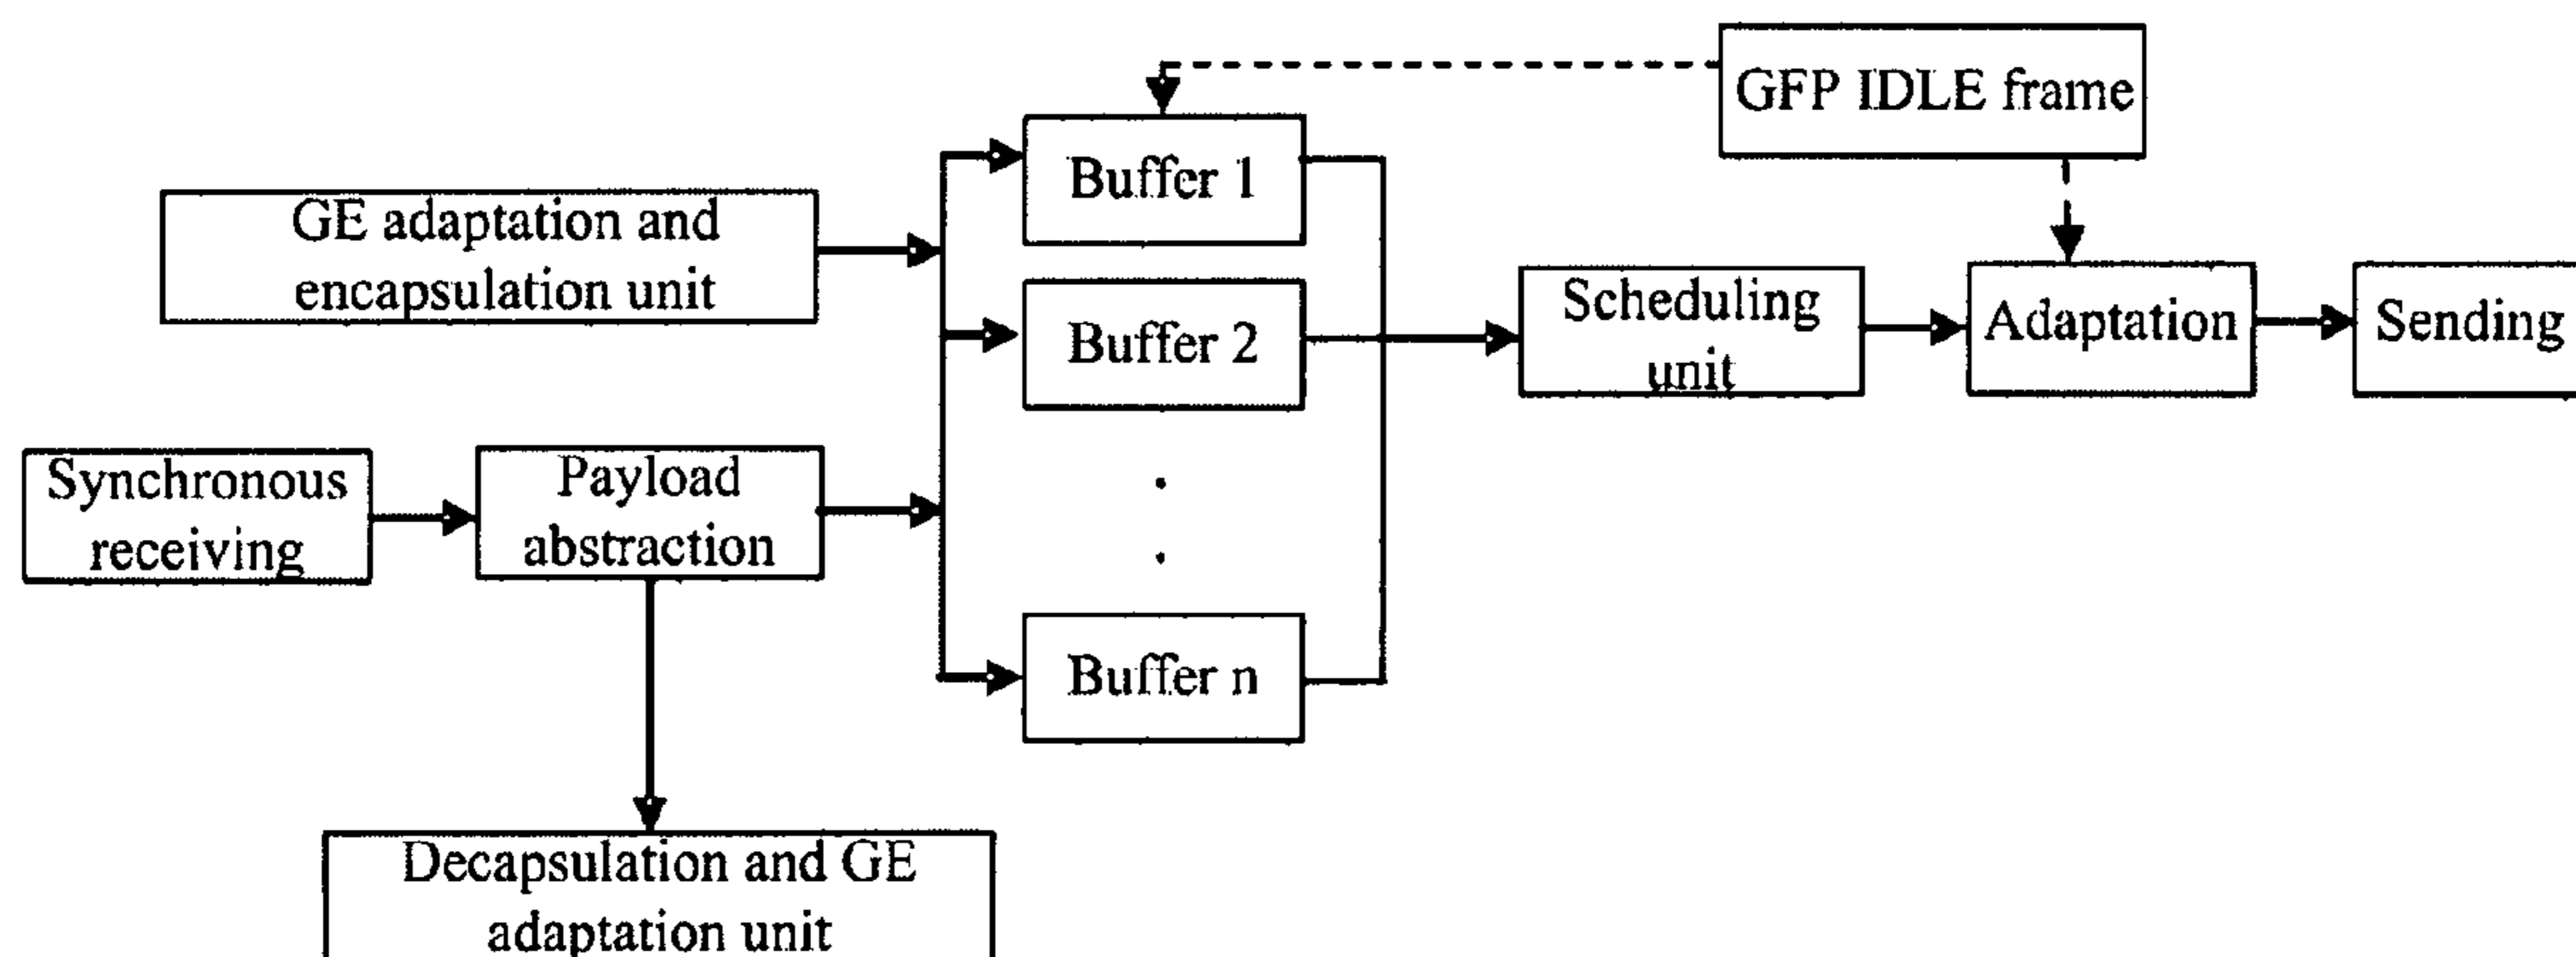 GFP IDLE frame
Buffer 1
GE adaptation and
encapsulation unit
Buffer 2
Scheduling
unit
Adaptation
Sending
Synchronous
receiving
Payload
abstraction
Buffer n
Decapsulation and GE
adaptation unit